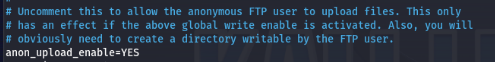 # Uncomment this to allow the anonymous FTP user to upload files. This only
# has an effect if the above global write enable is activated. Also, you will
# obviously need to create a directory writable by the FTP user.
anon_upload_enable=YES